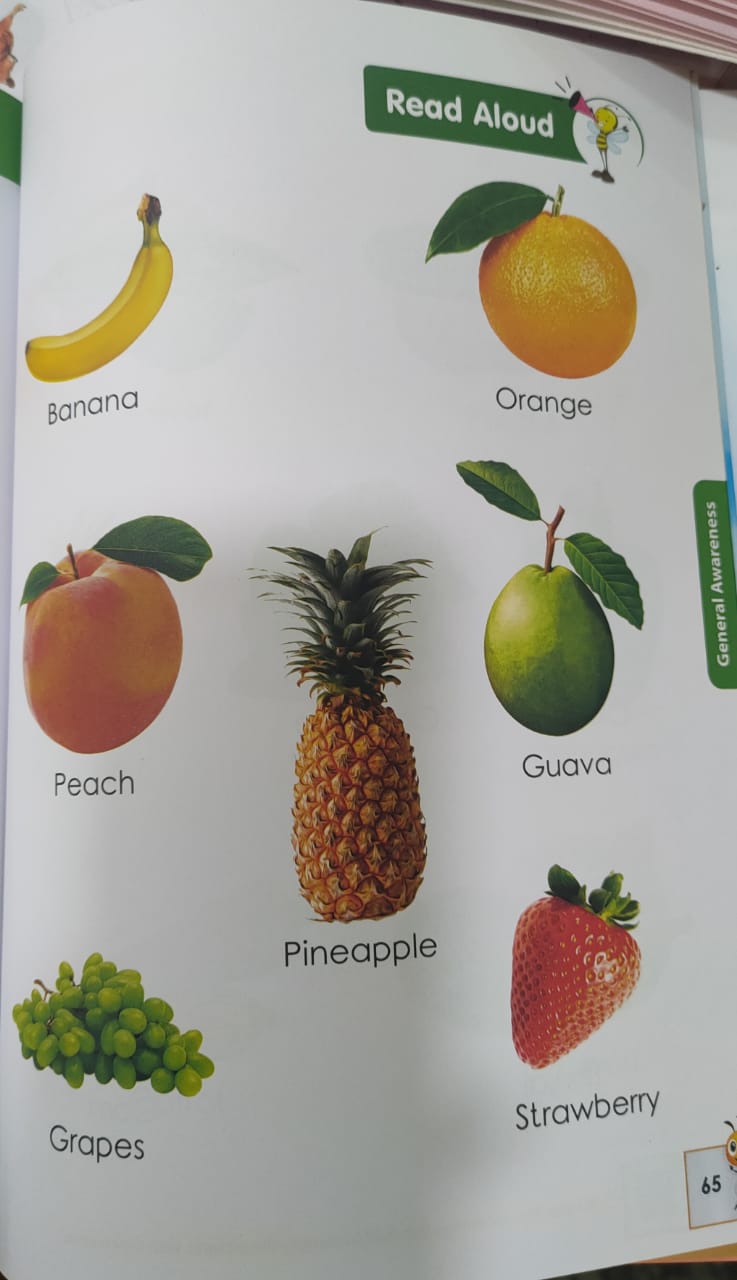 Read Aloud
Banana
Orange
Peach
Pineapple
Guava
Grapes
Strawberry
General Awareness
65